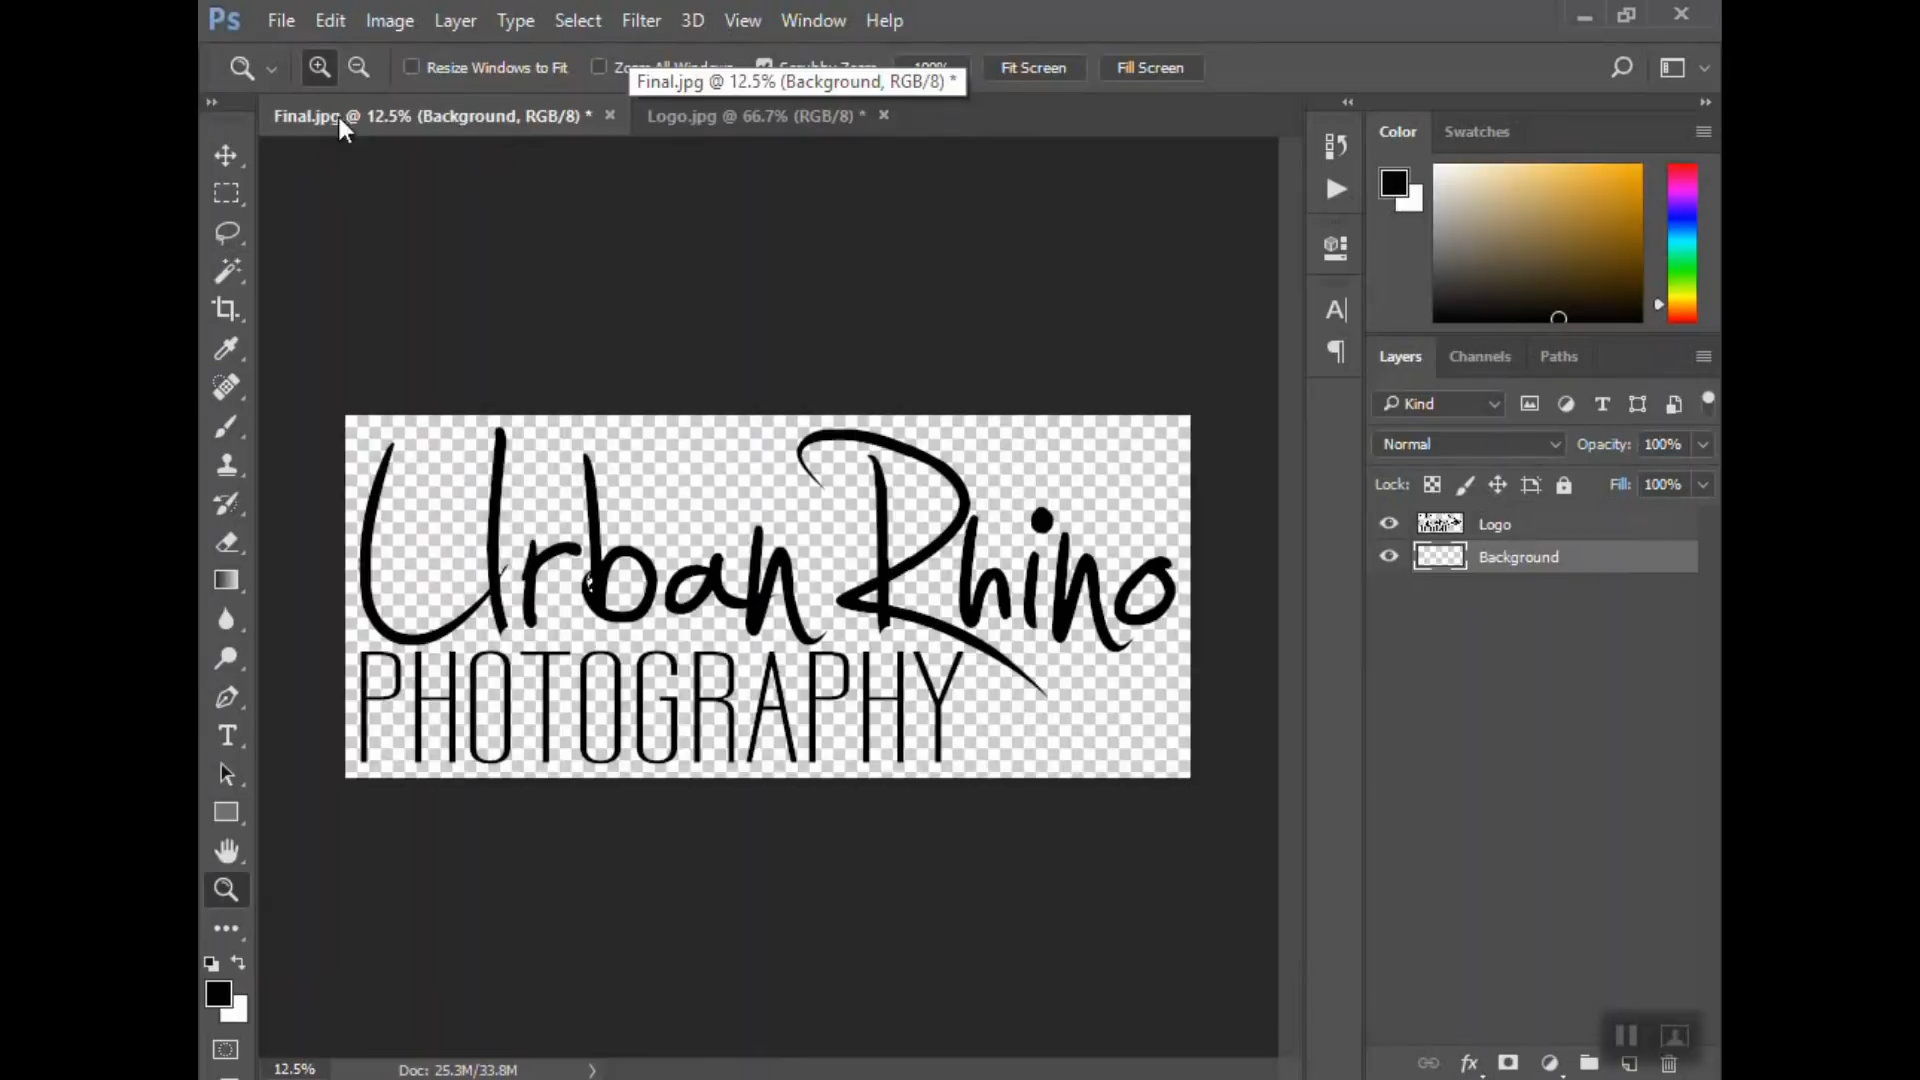 Ps File Edit Image Layer Type Select Filter 3D View Window Help
Resize Windows to Fit Scrubby Zoom 100% Fit Screen Fill Screen
Final.jpg @ 12.5% (Background, RGB/8) *
Final.jpg @ 12.5% (Background, RGB/8) * × Logo.jpg @ 66.7% (RGB/8) * ×
Color Swatches
Layers Channels Paths
Kind
Normal Opacity: 100%
Lock: Fill: 100%
Logo
Background
fx
Urban Rhino
PHOTOGRAPHY
12.5% Doc: 25.3M/33.8M